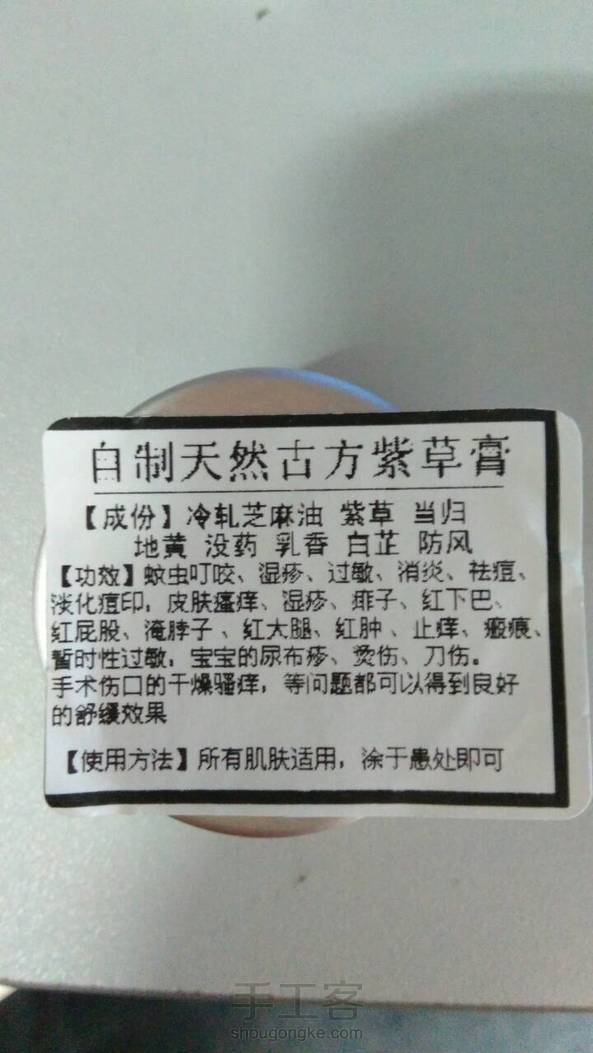 自制天然古方紫草膏
【成份】冷轧芝麻油 紫草 当归
地黄 没药 乳香 白芷 防风
【功效】蚊虫叮咬、湿疹、过敏、消炎、祛痘、
淡化痘印，皮肤瘙痒、湿疹、痱子、红下巴、
红屁股、淹脖子、红大腿、红肿、止痒、瘢痕、
暂时性过敏，宝宝的尿布疹、烫伤、刀伤。
手术伤口的干燥骚痒，等问题都可以得到良好
的舒缓效果
【使用方法】所有肌肤适用，涂于患处即可
手工客
shougongke.com